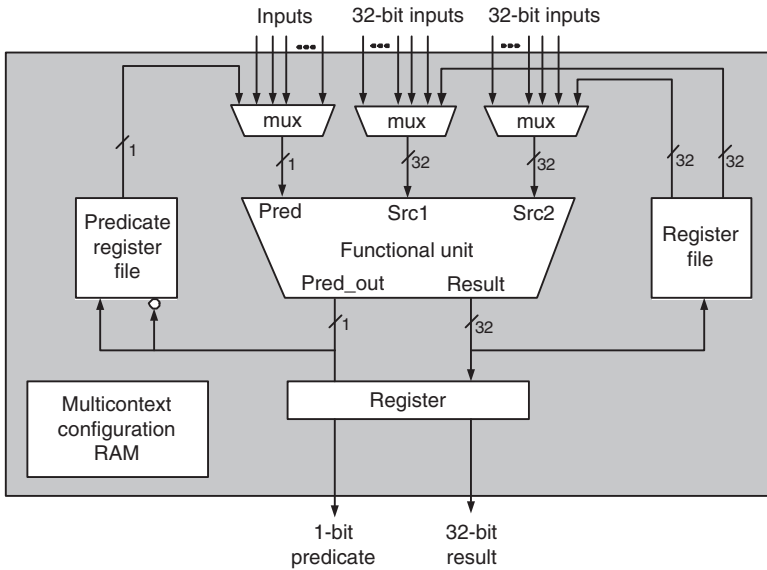 Inputs 32-bit inputs 32-bit inputs
mux mux mux
1 1 32 32 32 32
Predicate
register
file
Pred Src1 Src2
Functional unit
Pred_out Result
Register
file
1 32
Multicontext
configuration
RAM
Register
1-bit
predicate
32-bit
result